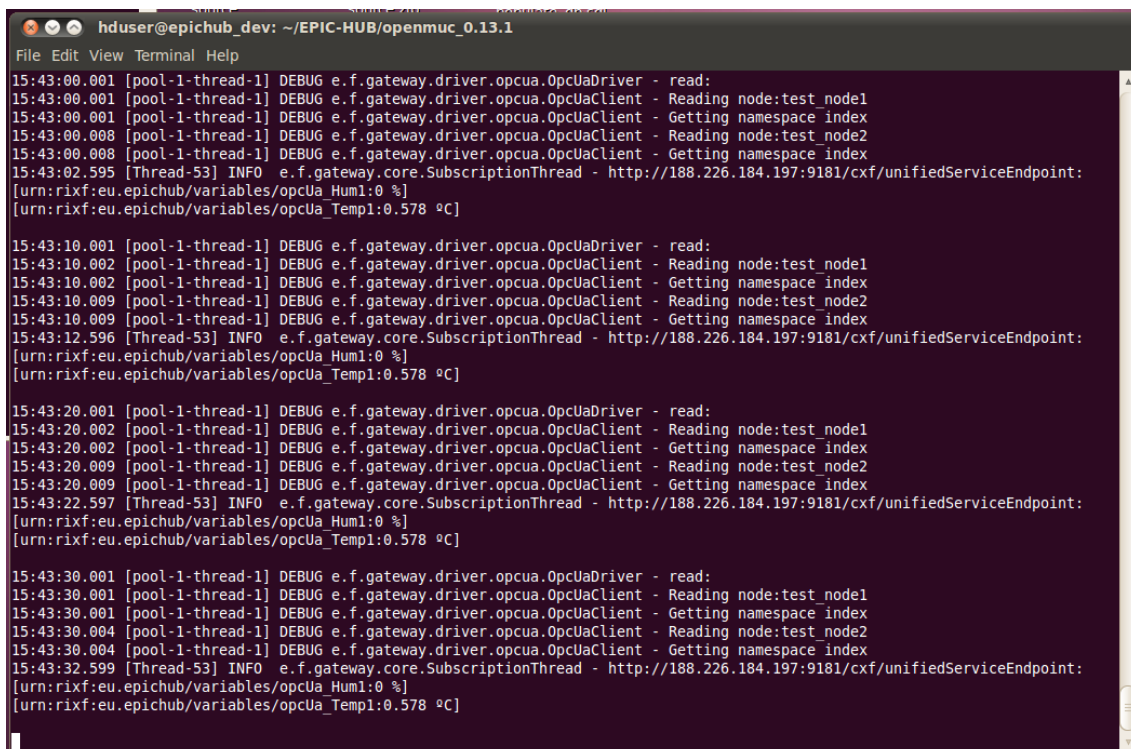 hduser@epichub_dev: ~/EPIC-HUB/openmuc_0.13.1
File Edit View Terminal Help
15:43:00.001 [pool-1-thread-1] DEBUG e.f.gateway.driver.opcua.OpcUaDriver - read:
15:43:00.001 [pool-1-thread-1] DEBUG e.f.gateway.driver.opcua.OpcUaClient - Reading node:test_node1
15:43:00.001 [pool-1-thread-1] DEBUG e.f.gateway.driver.opcua.OpcUaClient - Getting namespace index
15:43:00.008 [pool-1-thread-1] DEBUG e.f.gateway.driver.opcua.OpcUaClient - Reading node:test_node2
15:43:00.008 [pool-1-thread-1] DEBUG e.f.gateway.driver.opcua.OpcUaClient - Getting namespace index
15:43:02.595 [Thread-53] INFO  e.f.gateway.core.SubscriptionThread - http://188.226.184.197:9181/cxf/unifiedServiceEndpoint:
[urn:rixf:eu.epichub/variables/opcUa_Hum1:0 %]
[urn:rixf:eu.epichub/variables/opcUa_Temp1:0.578 ºC]
15:43:10.001 [pool-1-thread-1] DEBUG e.f.gateway.driver.opcua.OpcUaDriver - read:
15:43:10.002 [pool-1-thread-1] DEBUG e.f.gateway.driver.opcua.OpcUaClient - Reading node:test_node1
15:43:10.002 [pool-1-thread-1] DEBUG e.f.gateway.driver.opcua.OpcUaClient - Getting namespace index
15:43:10.009 [pool-1-thread-1] DEBUG e.f.gateway.driver.opcua.OpcUaClient - Reading node:test_node2
15:43:10.009 [pool-1-thread-1] DEBUG e.f.gateway.driver.opcua.OpcUaClient - Getting namespace index
15:43:12.596 [Thread-53] INFO  e.f.gateway.core.SubscriptionThread - http://188.226.184.197:9181/cxf/unifiedServiceEndpoint:
[urn:rixf:eu.epichub/variables/opcUa_Hum1:0 %]
[urn:rixf:eu.epichub/variables/opcUa_Temp1:0.578 ºC]
15:43:20.001 [pool-1-thread-1] DEBUG e.f.gateway.driver.opcua.OpcUaDriver - read:
15:43:20.002 [pool-1-thread-1] DEBUG e.f.gateway.driver.opcua.OpcUaClient - Reading node:test_node1
15:43:20.002 [pool-1-thread-1] DEBUG e.f.gateway.driver.opcua.OpcUaClient - Getting namespace index
15:43:20.009 [pool-1-thread-1] DEBUG e.f.gateway.driver.opcua.OpcUaClient - Reading node:test_node2
15:43:20.009 [pool-1-thread-1] DEBUG e.f.gateway.driver.opcua.OpcUaClient - Getting namespace index
15:43:22.597 [Thread-53] INFO  e.f.gateway.core.SubscriptionThread - http://188.226.184.197:9181/cxf/unifiedServiceEndpoint:
[urn:rixf:eu.epichub/variables/opcUa_Hum1:0 %]
[urn:rixf:eu.epichub/variables/opcUa_Temp1:0.578 ºC]
15:43:30.001 [pool-1-thread-1] DEBUG e.f.gateway.driver.opcua.OpcUaDriver - read:
15:43:30.001 [pool-1-thread-1] DEBUG e.f.gateway.driver.opcua.OpcUaClient - Reading node:test_node1
15:43:30.001 [pool-1-thread-1] DEBUG e.f.gateway.driver.opcua.OpcUaClient - Getting namespace index
15:43:30.004 [pool-1-thread-1] DEBUG e.f.gateway.driver.opcua.OpcUaClient - Reading node:test_node2
15:43:30.004 [pool-1-thread-1] DEBUG e.f.gateway.driver.opcua.OpcUaClient - Getting namespace index
15:43:32.599 [Thread-53] INFO  e.f.gateway.core.SubscriptionThread - http://188.226.184.197:9181/cxf/unifiedServiceEndpoint:
[urn:rixf:eu.epichub/variables/opcUa_Hum1:0 %]
[urn:rixf:eu.epichub/variables/opcUa_Temp1:0.578 ºC]